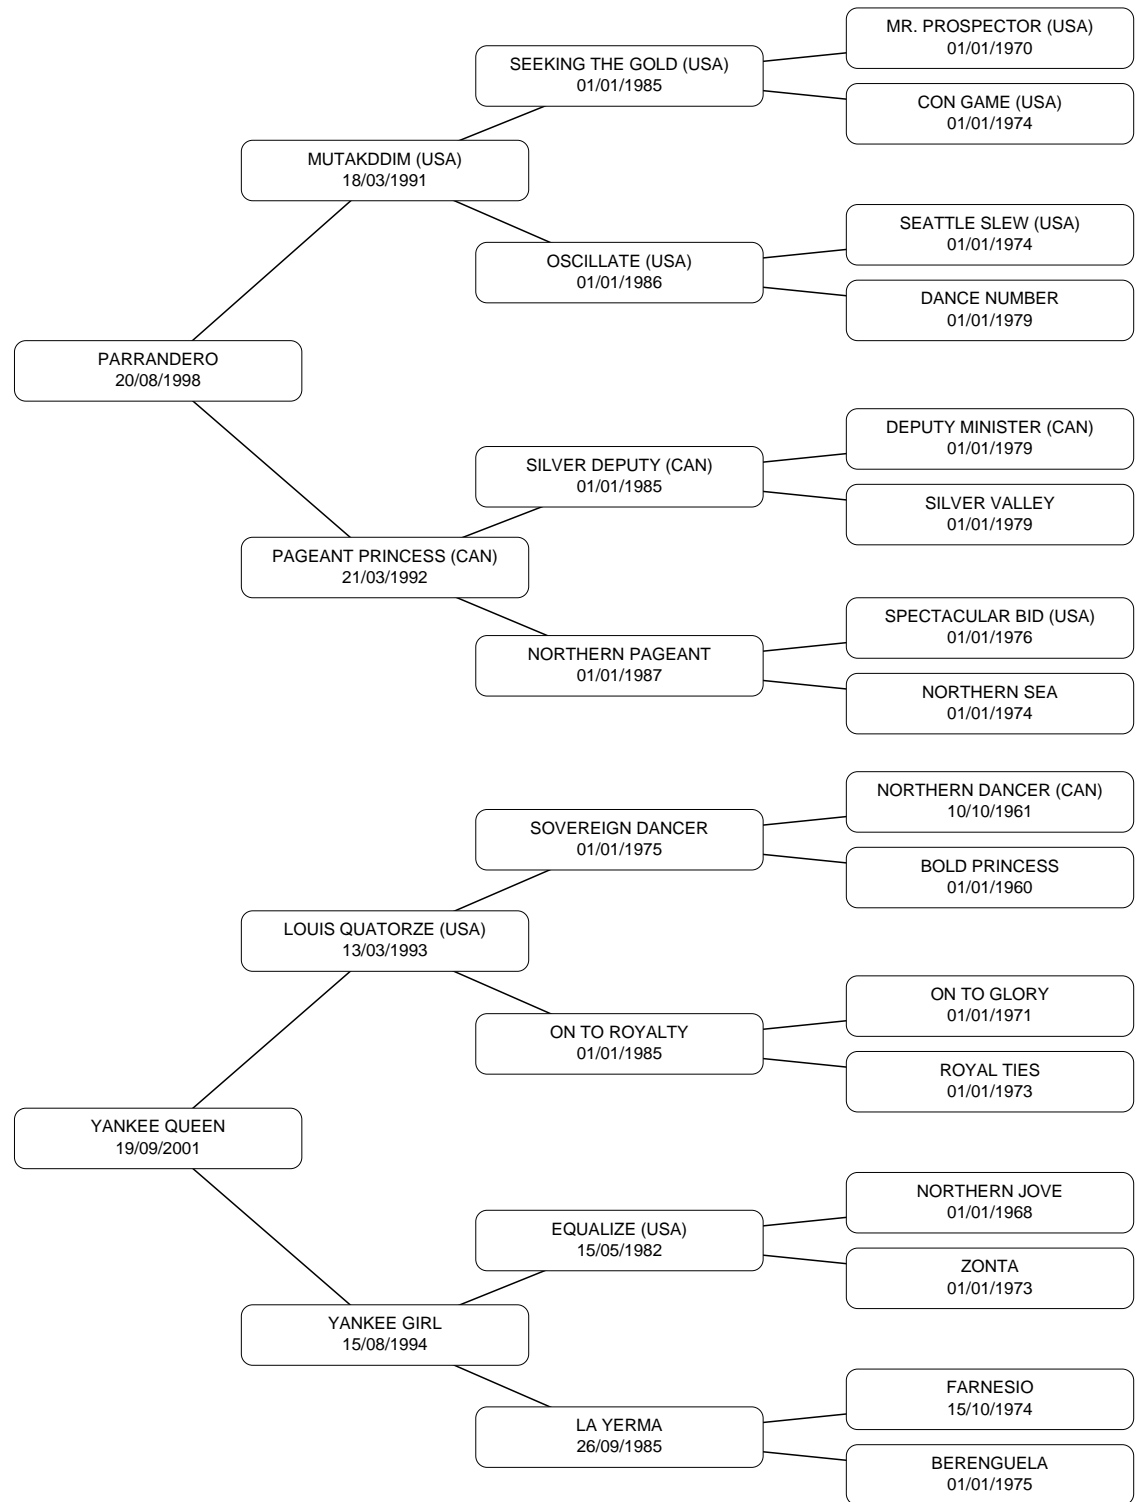 MR. PROSPECTOR (USA)
01/01/1970
SEEKING THE GOLD (USA)
01/01/1985
CON GAME (USA)
01/01/1974
MUTAKDDIM (USA)
18/03/1991
SEATTLE SLEW (USA)
01/01/1974
OSCILLATE (USA)
01/01/1986
DANCE NUMBER
01/01/1979
PARRANDERO
20/08/1998
DEPUTY MINISTER (CAN)
01/01/1979
SILVER DEPUTY (CAN)
01/01/1985
SILVER VALLEY
01/01/1979
PAGEANT PRINCESS (CAN)
21/03/1992
SPECTACULAR BID (USA)
01/01/1976
NORTHERN PAGEANT
01/01/1987
NORTHERN SEA
01/01/1974
NORTHERN DANCER (CAN)
10/10/1961
SOVEREIGN DANCER
01/01/1975
BOLD PRINCESS
01/01/1960
LOUIS QUATORZE (USA)
13/03/1993
ON TO GLORY
01/01/1971
ON TO ROYALTY
01/01/1985
ROYAL TIES
01/01/1973
YANKEE QUEEN
19/09/2001
NORTHERN JOVE
01/01/1968
EQUALIZE (USA)
15/05/1982
ZONTA
01/01/1973
YANKEE GIRL
15/08/1994
FARNESIO
15/10/1974
LA YERMA
26/09/1985
BERENGUELA
01/01/1975